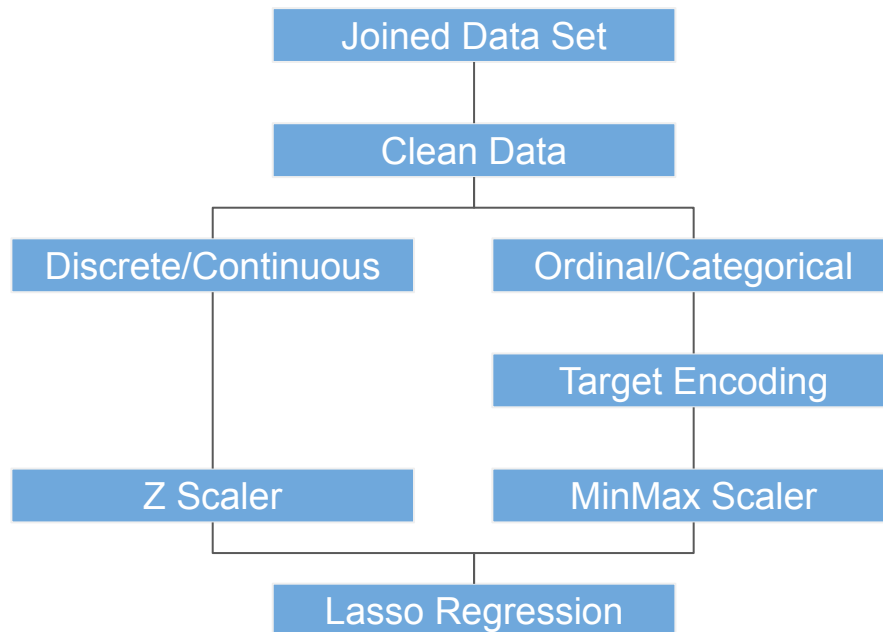 Joined Data Set
Clean Data
Discrete/Continuous
Ordinal/Categorical
Target Encoding
Z Scaler
MinMax Scaler
Lasso Regression